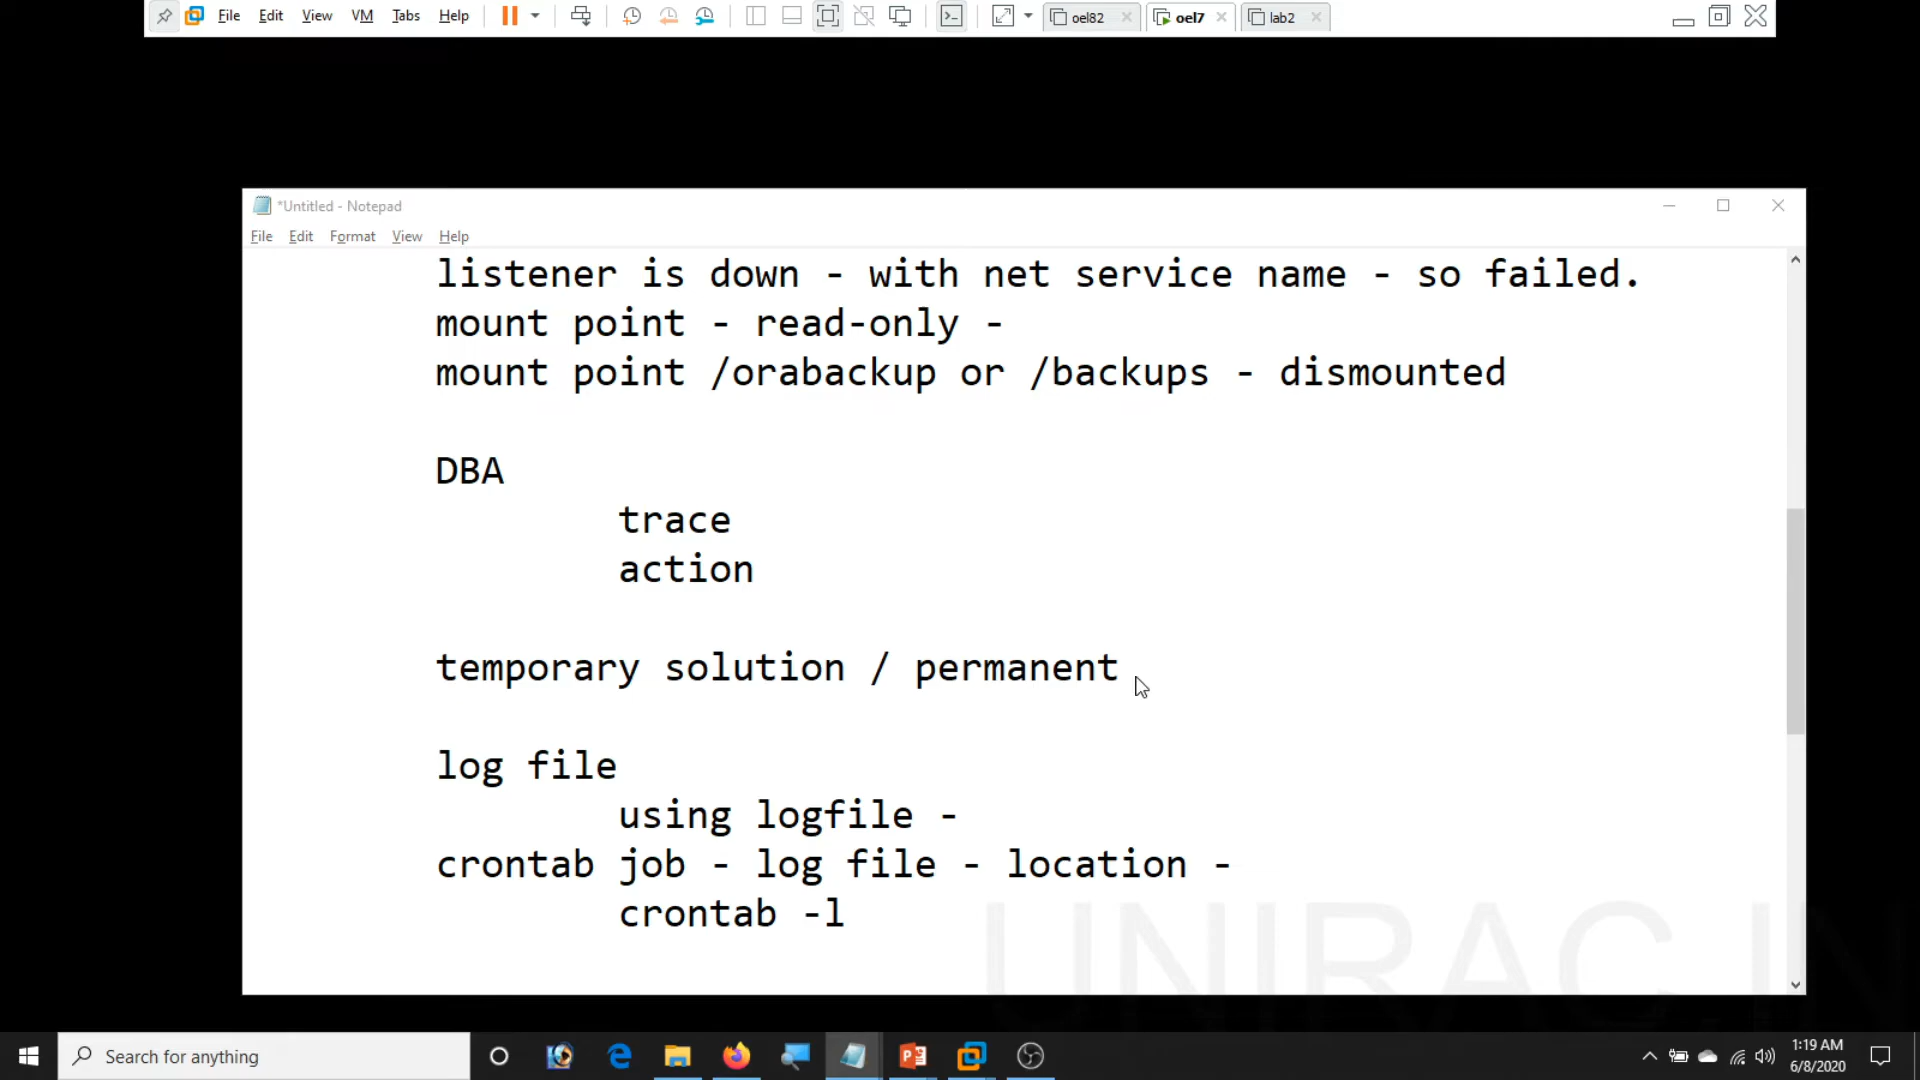 File Edit View VM Tabs Help oel82 oel7 lab2
*Untitled - Notepad
File Edit Format View Help
listener is down - with net service name - so failed.
mount point - read-only -
mount point /orabackup or /backups - dismounted
DBA
trace
action
temporary solution / permanent
log file
using logfile -
crontab job - log file - location -
crontab -l
UNIRAC.IN
Search for anything
1:19 AM
6/8/2020